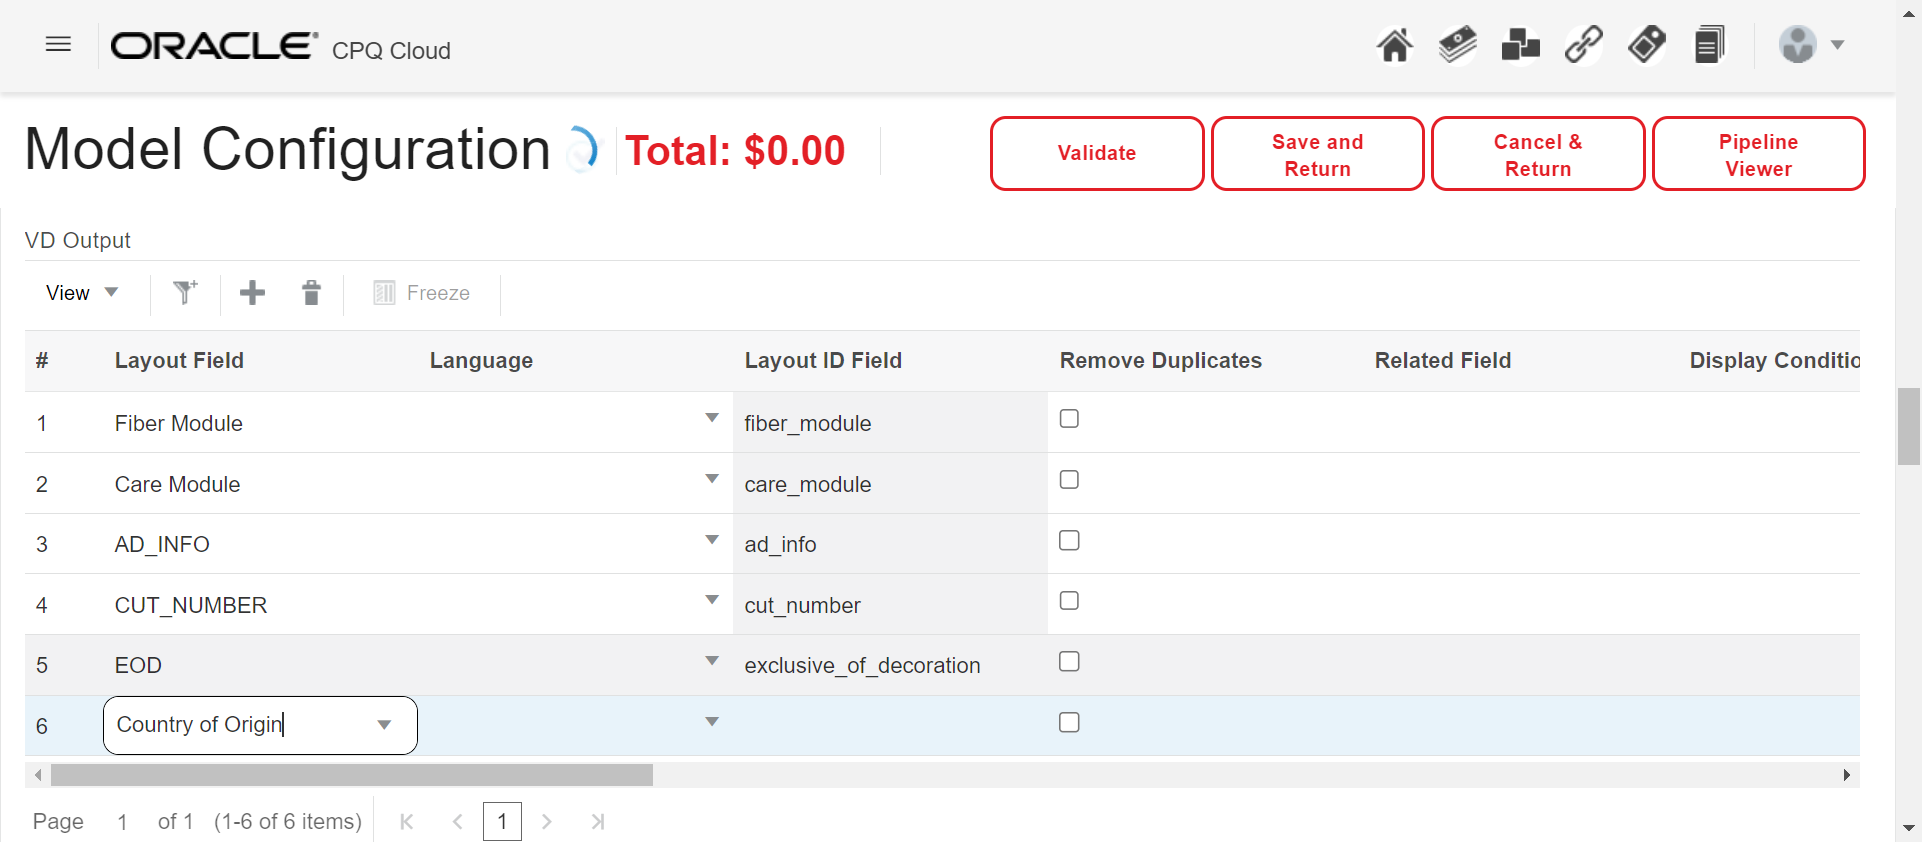 ORACLE® CPQ Cloud
Model Configuration Total: $0.00
Validate
Save and Return
Cancel & Return
Pipeline Viewer
VD Output
View Freeze
# Layout Field Language Layout ID Field Remove Duplicates Related Field Display Conditio
1 Fiber Module fiber_module
2 Care Module care_module
3 AD_INFO ad_info
4 CUT_NUMBER cut_number
5 EOD exclusive_of_decoration
6 Country of Origin
Page 1 of 1 (1-6 of 6 items) 1